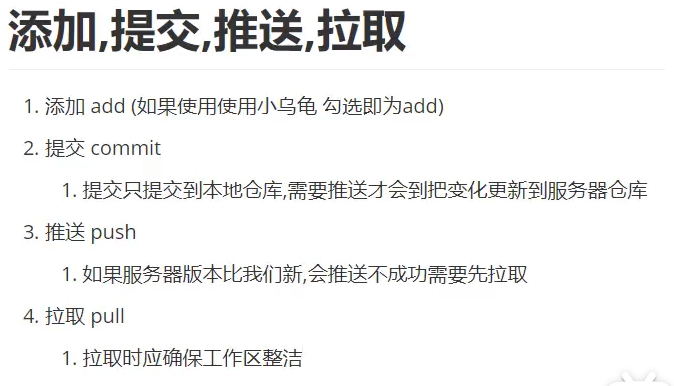 添加,提交,推送,拉取
1. 添加 add (如果使用使用小乌龟 勾选即为add)
2. 提交 commit
1. 提交只提交到本地仓库,需要推送才会到把变化更新到服务器仓库
3. 推送 push
1. 如果服务器版本比我们新,会推送不成功需要先拉取
4. 拉取 pull
1. 拉取时应确保工作区整洁